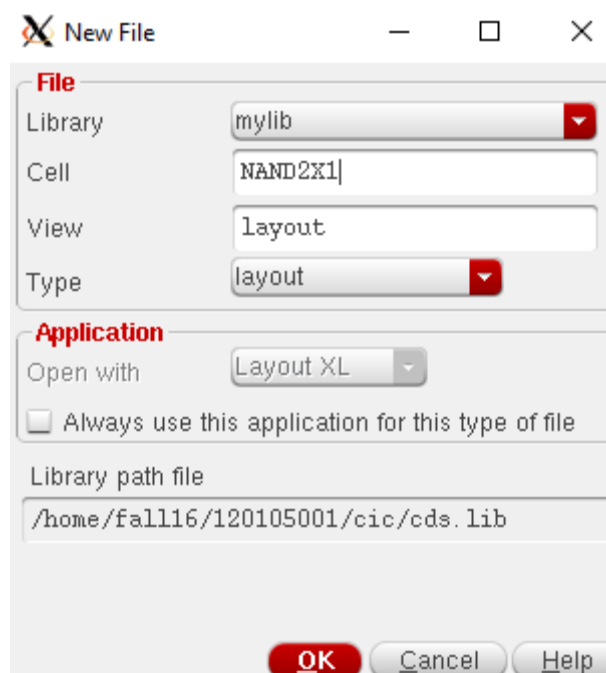 New File
File
Library mylib
Cell NAND2X1
View layout
Type layout
Application
Open with Layout XL
Always use this application for this type of file
Library path file
/home/fall16/120105001/cic/cds.lib
OK Cancel Help